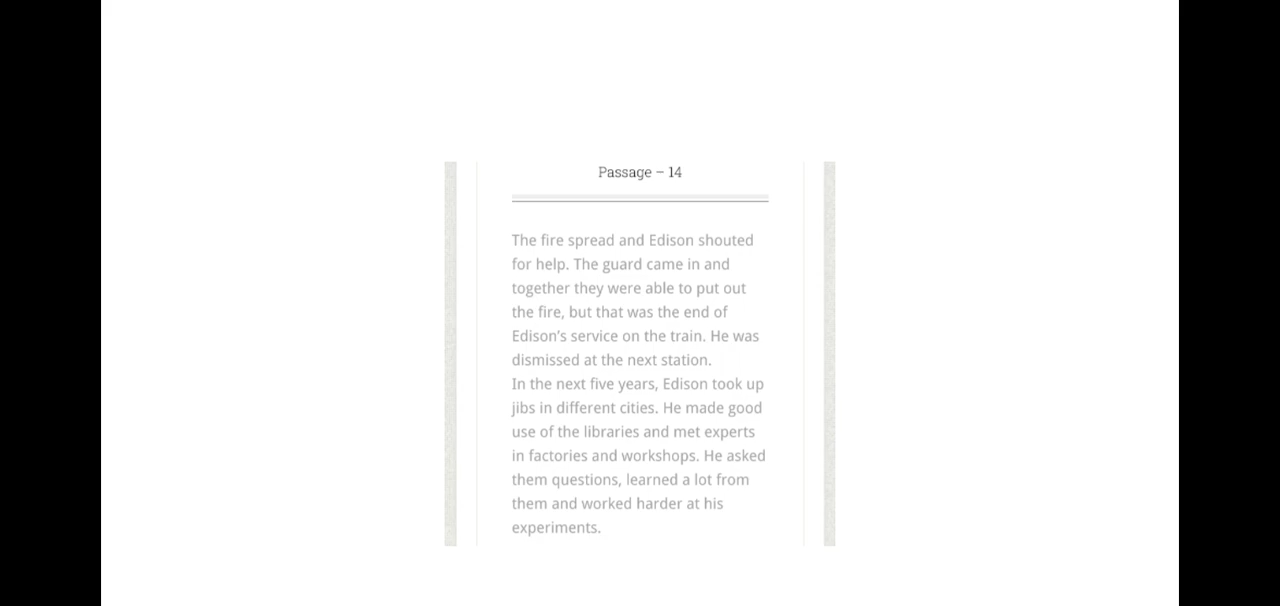 Passage – 14
The fire spread and Edison shouted
for help. The guard came in and
together they were able to put out
the fire, but that was the end of
Edison’s service on the train. He was
dismissed at the next station.
In the next five years, Edison took up
jibs in different cities. He made good
use of the libraries and met experts
in factories and workshops. He asked
them questions, learned a lot from
them and worked harder at his
experiments.